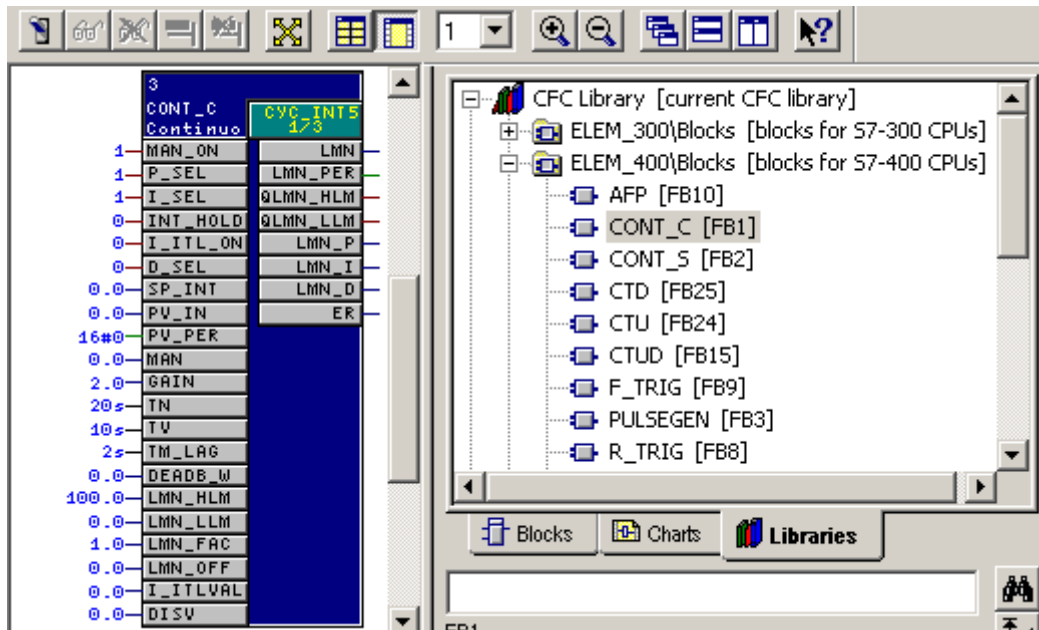 1
3
CONT_C
Continuo
CYC_INT5
1/3
1 MAN_ON LMN
1 P_SEL LMN_PER
1 I_SEL QLMN_HLM
0 INT_HOLD QLMN_LLM
0 I_ITL_ON LMN_P
0 D_SEL LMN_I
0.0 SP_INT LMN_D
0.0 PV_IN ER
16#0 PV_PER
0.0 MAN
2.0 GAIN
20s TN
10s TV
2s TM_LAG
0.0 DEADB_W
100.0 LMN_HLM
0.0 LMN_LLM
1.0 LMN_FAC
0.0 LMN_OFF
0.0 I_ITLVAL
0.0 DISV
CFC Library [current CFC library]
ELEM_300\Blocks [blocks for S7-300 CPUs]
ELEM_400\Blocks [blocks for S7-400 CPUs]
AFP [FB10]
CONT_C [FB1]
CONT_S [FB2]
CTD [FB25]
CTU [FB24]
CTUD [FB15]
F_TRIG [FB9]
PULSEGEN [FB3]
R_TRIG [FB8]
Blocks Charts Libraries
FB1